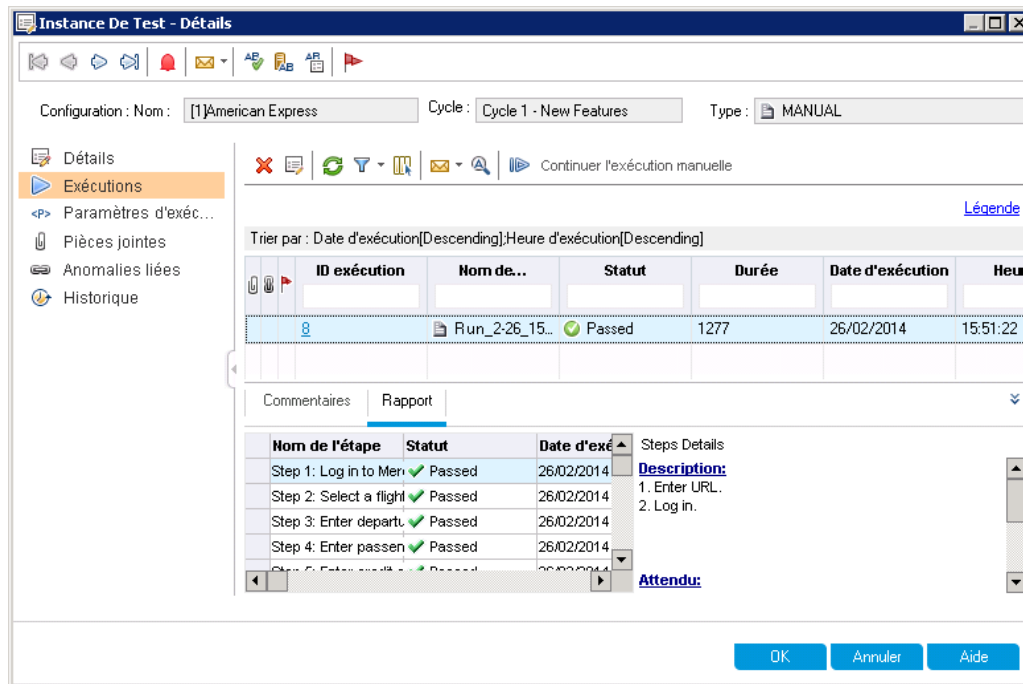 Instance De Test - Détails
Configuration : Nom : [1]American Express Cycle : Cycle 1 - New Features Type : MANUAL
Détails
Exécutions
<P> Paramètres d'exéc...
Pièces jointes
Anomalies liées
Historique
Continuer l'exécution manuelle
Légende
Trier par : Date d'exécution[Descending];Heure d'exécution[Descending]
ID exécution Nom de... Statut Durée Date d'exécution Heu
8 Run_2-26_15... Passed 1277 26/02/2014 15:51:22
Commentaires Rapport
Nom de l'étape Statut Date d'exé
Step 1: Log in to Mer Passed 26/02/2014
Step 2: Select a flight Passed 26/02/2014
Step 3: Enter departu Passed 26/02/2014
Step 4: Enter passen Passed 26/02/2014
Steps Details
Description:
1. Enter URL.
2. Log in.
Attendu:
OK Annuler Aide